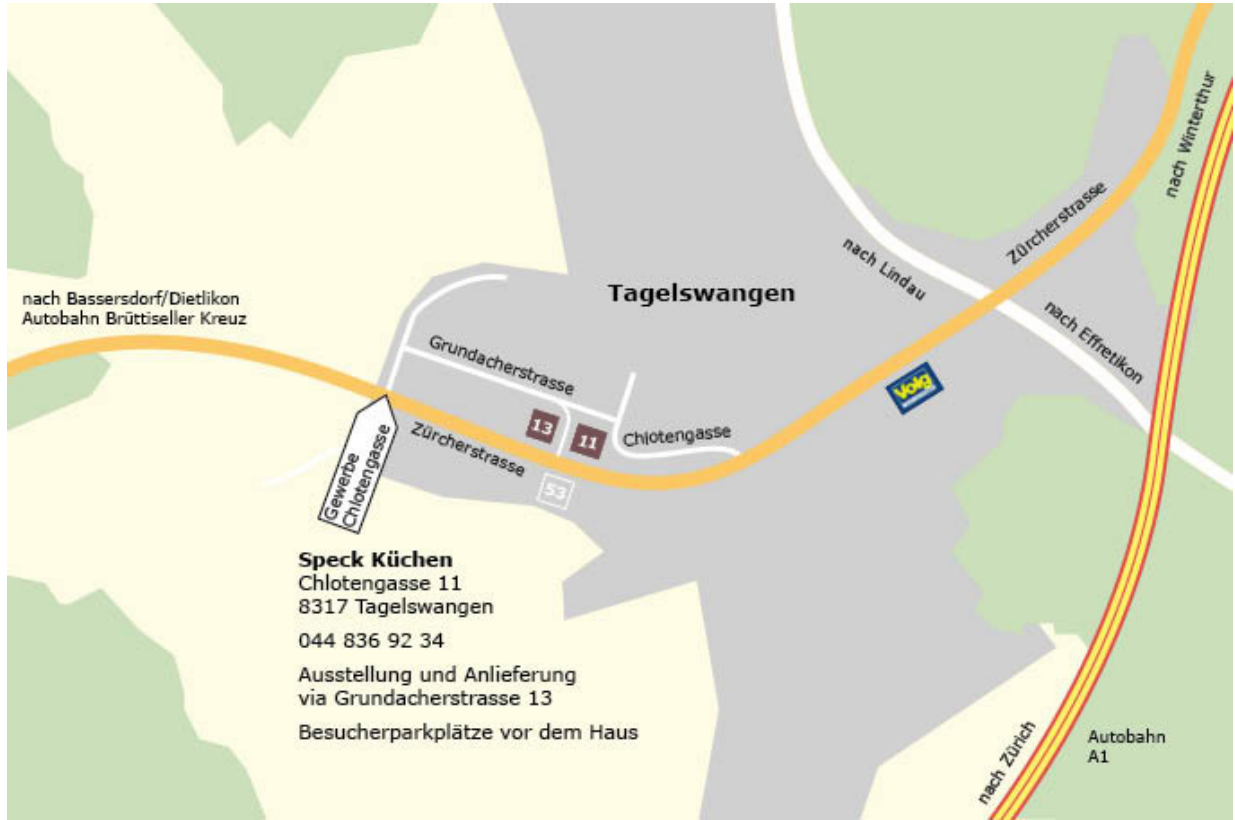 nach Winterthur
Zürcherstrasse
nach Lindau
Tagelswangen
nach Bassersdorf/Dietlikon
Autobahn Brüttiseller Kreuz
nach Effretikon
Grundacherstrasse
Volg
13
11
Chlotengasse
Zürcherstrasse
53
Gewerbe
Chlotengasse
Speck Küchen
Chlotengasse 11
8317 Tagelswangen
044 836 92 34
Ausstellung und Anlieferung
via Grundacherstrasse 13
Besucherparkplätze vor dem Haus
nach Zürich
Autobahn
A1